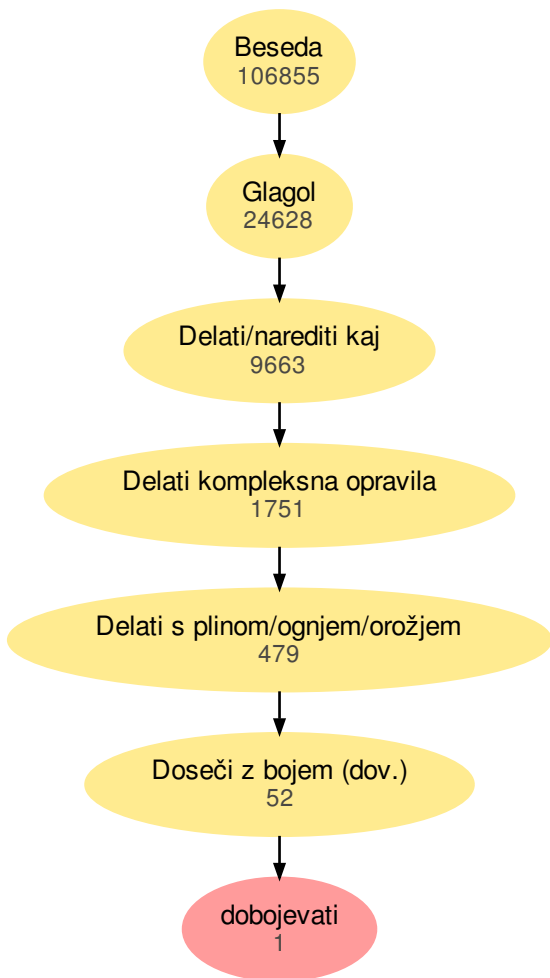 Beseda
106855
Glagol
24628
Delati/narediti kaj
9663
Delati kompleksna opravila
1751
Delati s plinom/ognjem/orožjem
479
Doseči z bojem (dov.)
52
dobojevati
1